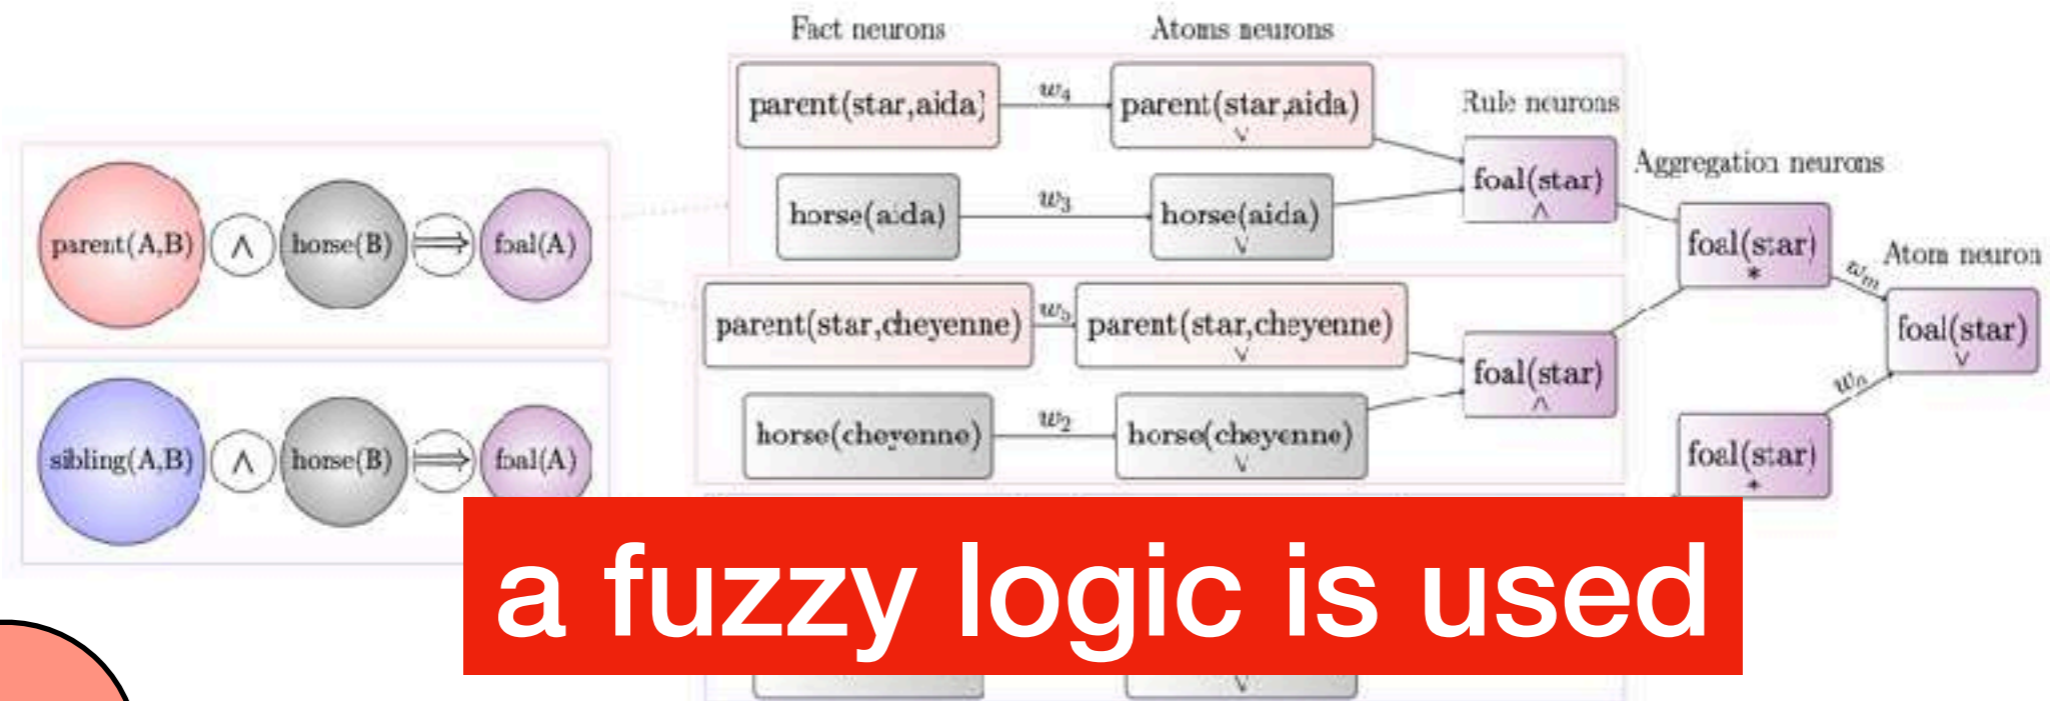 Fact neurons
Atoms neurons
parent(star,aida)
w4
parent(star,aida)
∨
Rule neurons
horse(aida)
w3
horse(aida)
∨
foal(star)
∧
Aggregation neurons
parent(A,B)
∧
horse(B)
⟹
foal(A)
foal(star)
*
Atom neuron
wm
parent(star,cheyenne)
w5
parent(star,cheyenne)
∨
foal(star)
∧
foal(star)
∨
horse(cheyenne)
w2
horse(cheyenne)
∨
wn
foal(star)
*
sibling(A,B)
∧
horse(B)
⟹
foal(A)
a fuzzy logic is used
∨